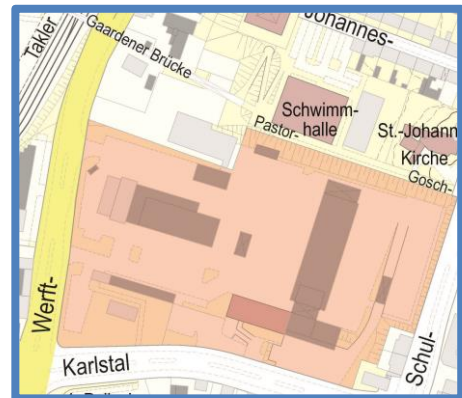 Johannes-
Takler
Gaardener Brücke
Schwimm-
halle
Pastor-
St.-Johann
Kirche
Gosch-
Werft-
Karlstal
Schul-